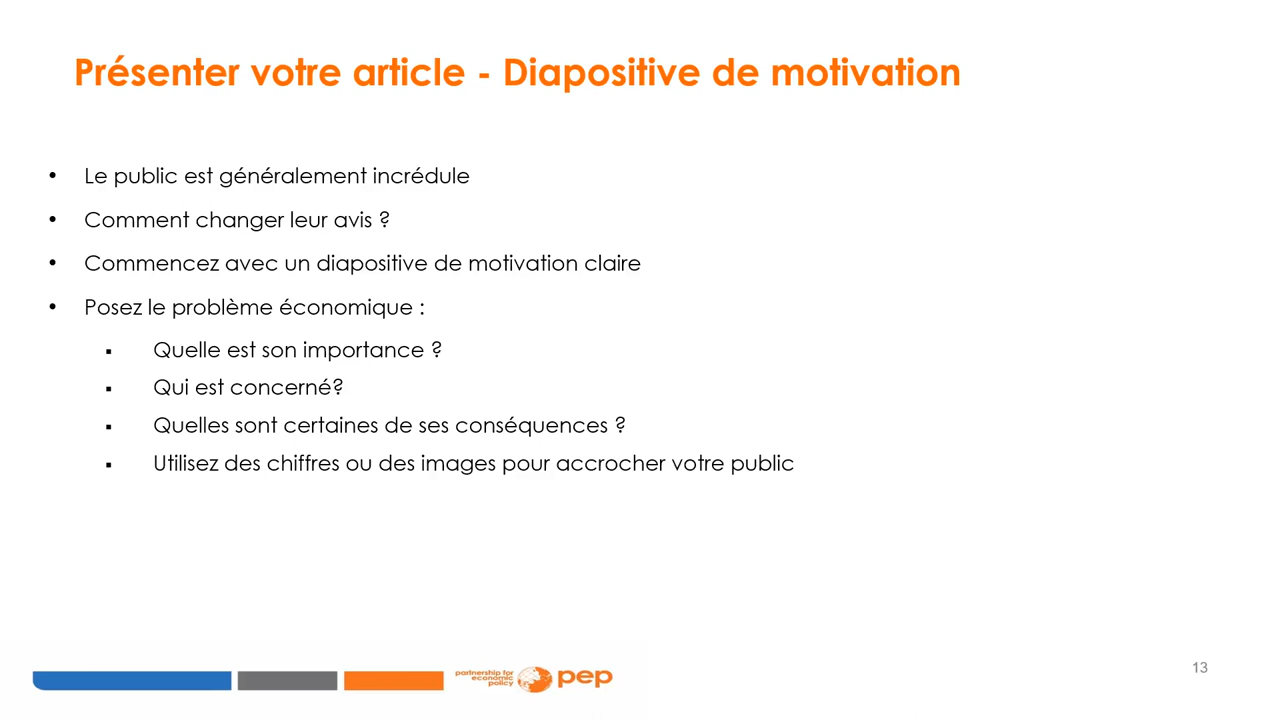 Présenter votre article - Diapositive de motivation
• Le public est généralement incrédule
• Comment changer leur avis ?
• Commencez avec un diapositive de motivation claire
• Posez le problème économique :
▪ Quelle est son importance ?
▪ Qui est concerné?
▪ Quelles sont certaines de ses conséquences ?
▪ Utilisez des chiffres ou des images pour accrocher votre public
partnership for
economic
policy
pep
13